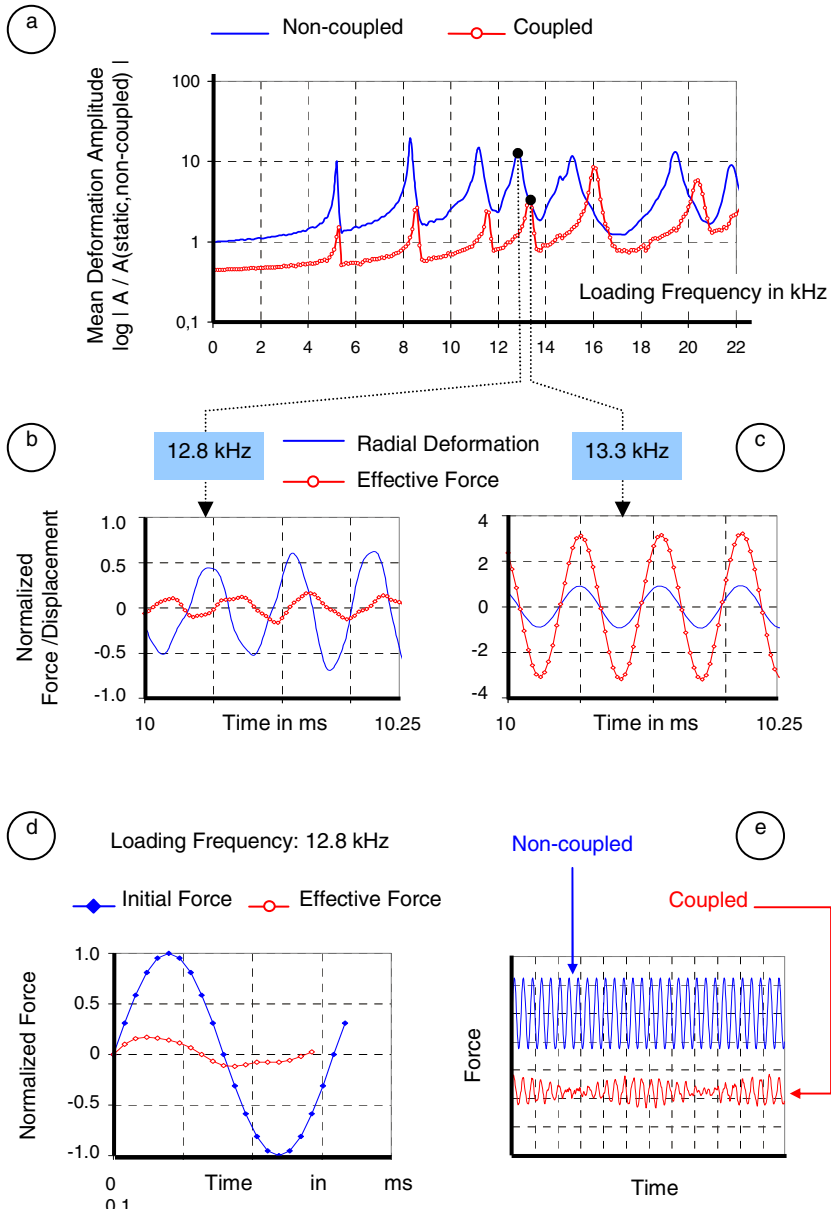 a
Non-coupled Coupled
Mean Deformation Amplitude
log | A / A(static,non-coupled) |
100
10
1
0,1
Loading Frequency in kHz
0 2 4 6 8 10 12 14 16 18 20 22
b
12.8 kHz
Radial Deformation
Effective Force
13.3 kHz
c
Normalized
Force /Displacement
1.0
0.5
0
-0.5
-1.0
10 Time in ms 10.25
4
2
0
-2
-4
10 Time in ms 10.25
d
Loading Frequency: 12.8 kHz
Initial Force Effective Force
Normalized Force
1.0
0.5
0
-0.5
-1.0
0 Time in ms
0.1
e
Non-coupled
Coupled
Force
Time